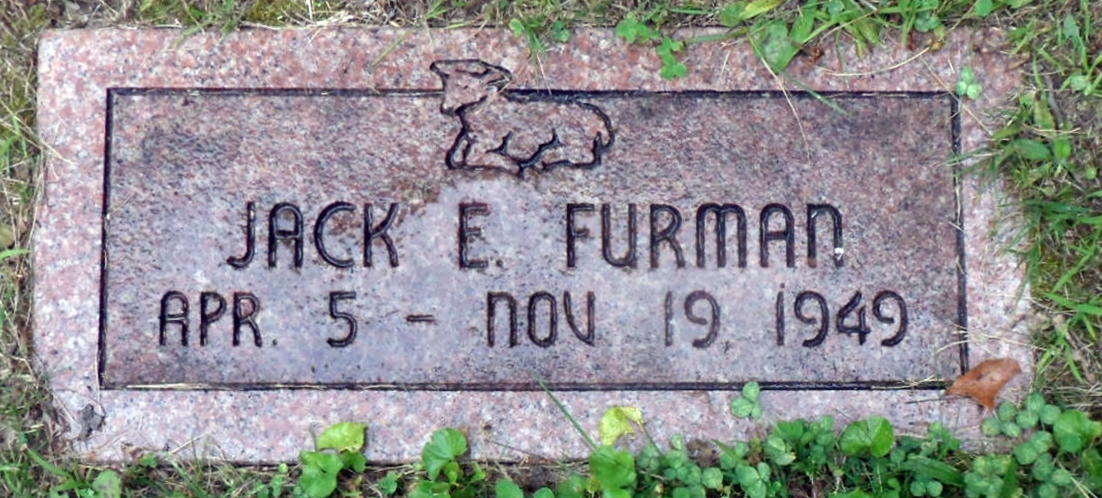 JACK E. FURMAN
APR. 5 - NOV 19, 1949